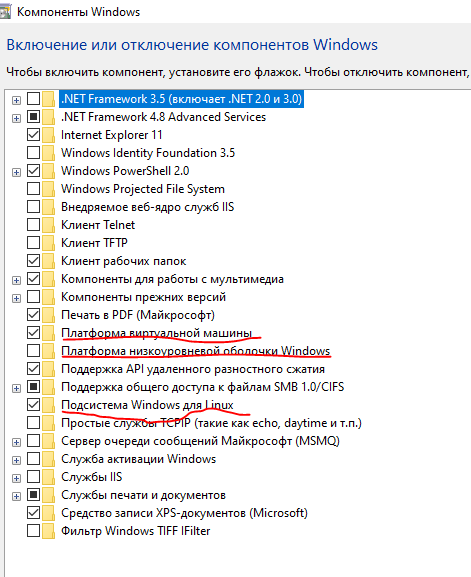 Компоненты Windows
Включение или отключение компонентов Windows
Чтобы включить компонент, установите его флажок. Чтобы отключить компонент,
.NET Framework 3.5 (включает .NET 2.0 и 3.0)
.NET Framework 4.8 Advanced Services
Internet Explorer 11
Windows Identity Foundation 3.5
Windows PowerShell 2.0
Windows Projected File System
Внедряемое веб-ядро служб IIS
Клиент Telnet
Клиент TFTP
Клиент рабочих папок
Компоненты для работы с мультимедиа
Компоненты прежних версий
Печать в PDF (Майкрософт)
Платформа виртуальной машины
Платформа низкоуровневой оболочки Windows
Поддержка API удаленного разностного сжатия
Поддержка общего доступа к файлам SMB 1.0/CIFS
Подсистема Windows для Linux
Простые службы TCPIP (такие как echo, daytime и т.п.)
Сервер очереди сообщений Майкрософт (MSMQ)
Служба активации Windows
Службы IIS
Службы печати и документов
Средство записи XPS-документов (Microsoft)
Фильтр Windows TIFF IFilter